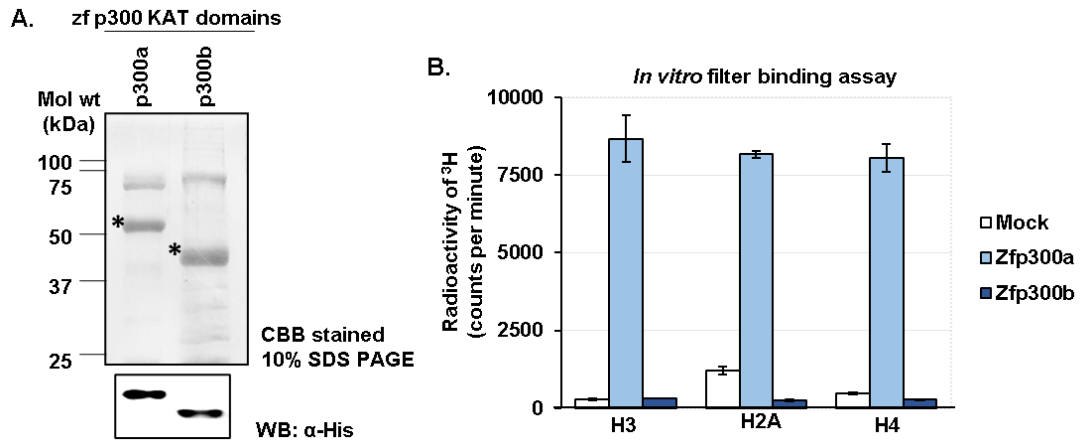 A.
zf p300 KAT domains
p300a
p300b
Mol wt
(kDa)
100
75
*
50
*
37
25
CBB stained
10% SDS PAGE
WB: α-His
B.
In vitro filter binding assay
Radioactivity of ³H
(counts per minute)
10000
7500
5000
2500
0
H3
H2A
H4
Mock
Zfp300a
Zfp300b